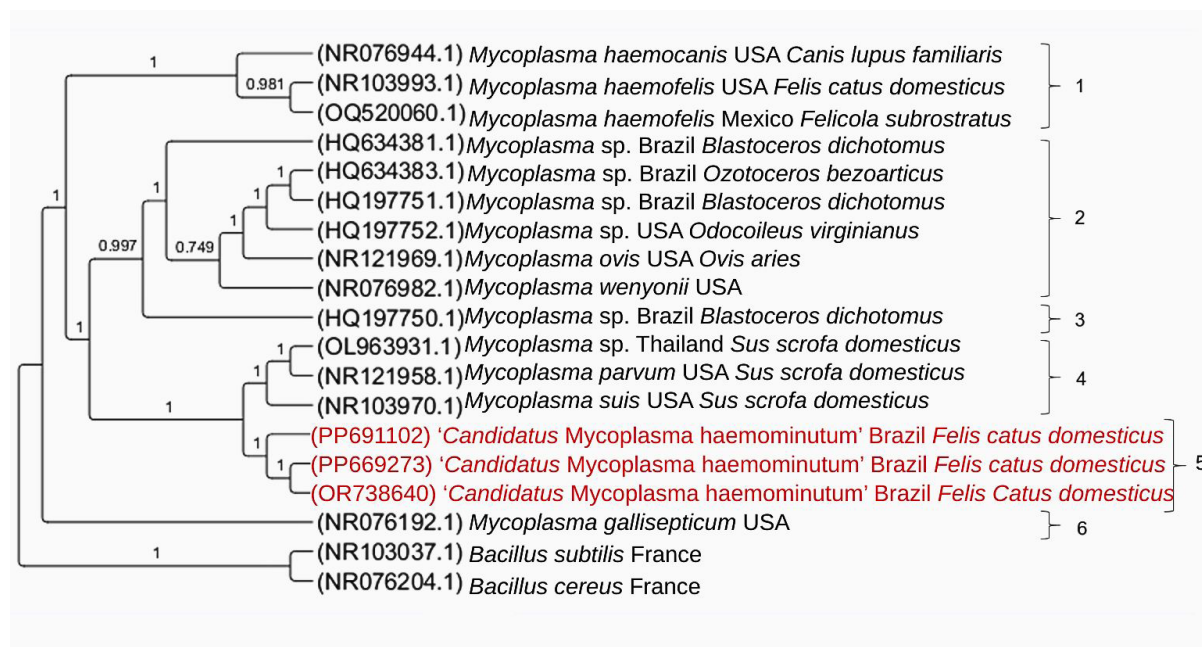 1
(NR076944.1) Mycoplasma haemocanis USA Canis lupus familiaris
0.981
(NR103993.1) Mycoplasma haemofelis USA Felis catus domesticus
1
(OQ520060.1) Mycoplasma haemofelis Mexico Felicola subrostratus
(HQ634381.1) Mycoplasma sp. Brazil Blastoceros dichotomus
1
(HQ634383.1) Mycoplasma sp. Brazil Ozotoceros bezoarticus
1
1
1
(HQ197751.1) Mycoplasma sp. Brazil Blastoceros dichotomus
1
(HQ197752.1) Mycoplasma sp. USA Odocoileus virginianus
2
0.997
0.749
(NR121969.1) Mycoplasma ovis USA Ovis aries
(NR076982.1) Mycoplasma wenyonii USA
(HQ197750.1) Mycoplasma sp. Brazil Blastoceros dichotomus
3
1
(OL963931.1) Mycoplasma sp. Thailand Sus scrofa domesticus
1
1
(NR121958.1) Mycoplasma parvum USA Sus scrofa domesticus
4
1
(NR103970.1) Mycoplasma suis USA Sus scrofa domesticus
(PP691102) ‘Candidatus Mycoplasma haemominutum’ Brazil Felis catus domesticus
1
1
(PP669273) ‘Candidatus Mycoplasma haemominutum’ Brazil Felis catus domesticus
5
(OR738640) ‘Candidatus Mycoplasma haemominutum’ Brazil Felis Catus domesticus
(NR076192.1) Mycoplasma gallisepticum USA
6
1
(NR103037.1) Bacillus subtilis France
(NR076204.1) Bacillus cereus France